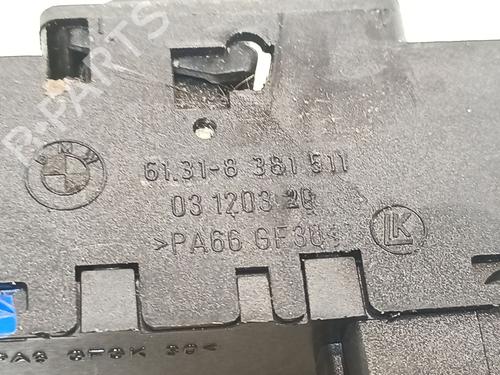 BMW
61.31-8 381 511
03 1203 20
>PA66 GF30<
LK
R-PARTS